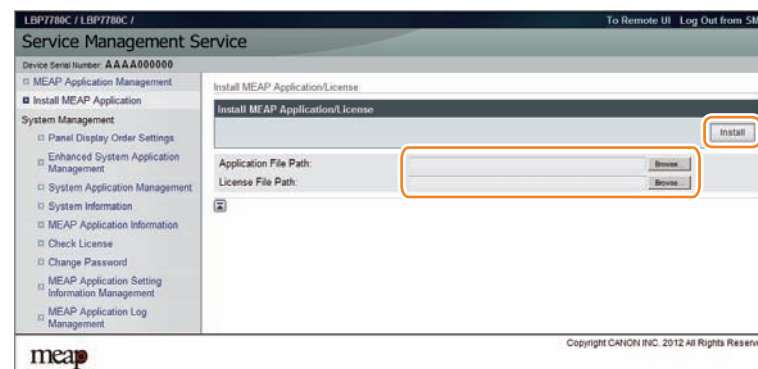 LBP7780C / LBP7780C /
To Remote UI Log Out from SM
Service Management Service
Device Serial Number: AAAA000000
MEAP Application Management
Install MEAP Application
System Management
Panel Display Order Settings
Enhanced System Application
Management
System Application Management
System Information
MEAP Application Information
Check License
Change Password
MEAP Application Setting
Information Management
MEAP Application Log
Management
Install MEAP Application/License
Install MEAP Application/License
Install
Application File Path:
Browse...
License File Path:
Browse...
meap
Copyright CANON INC. 2012 All Rights Reserve